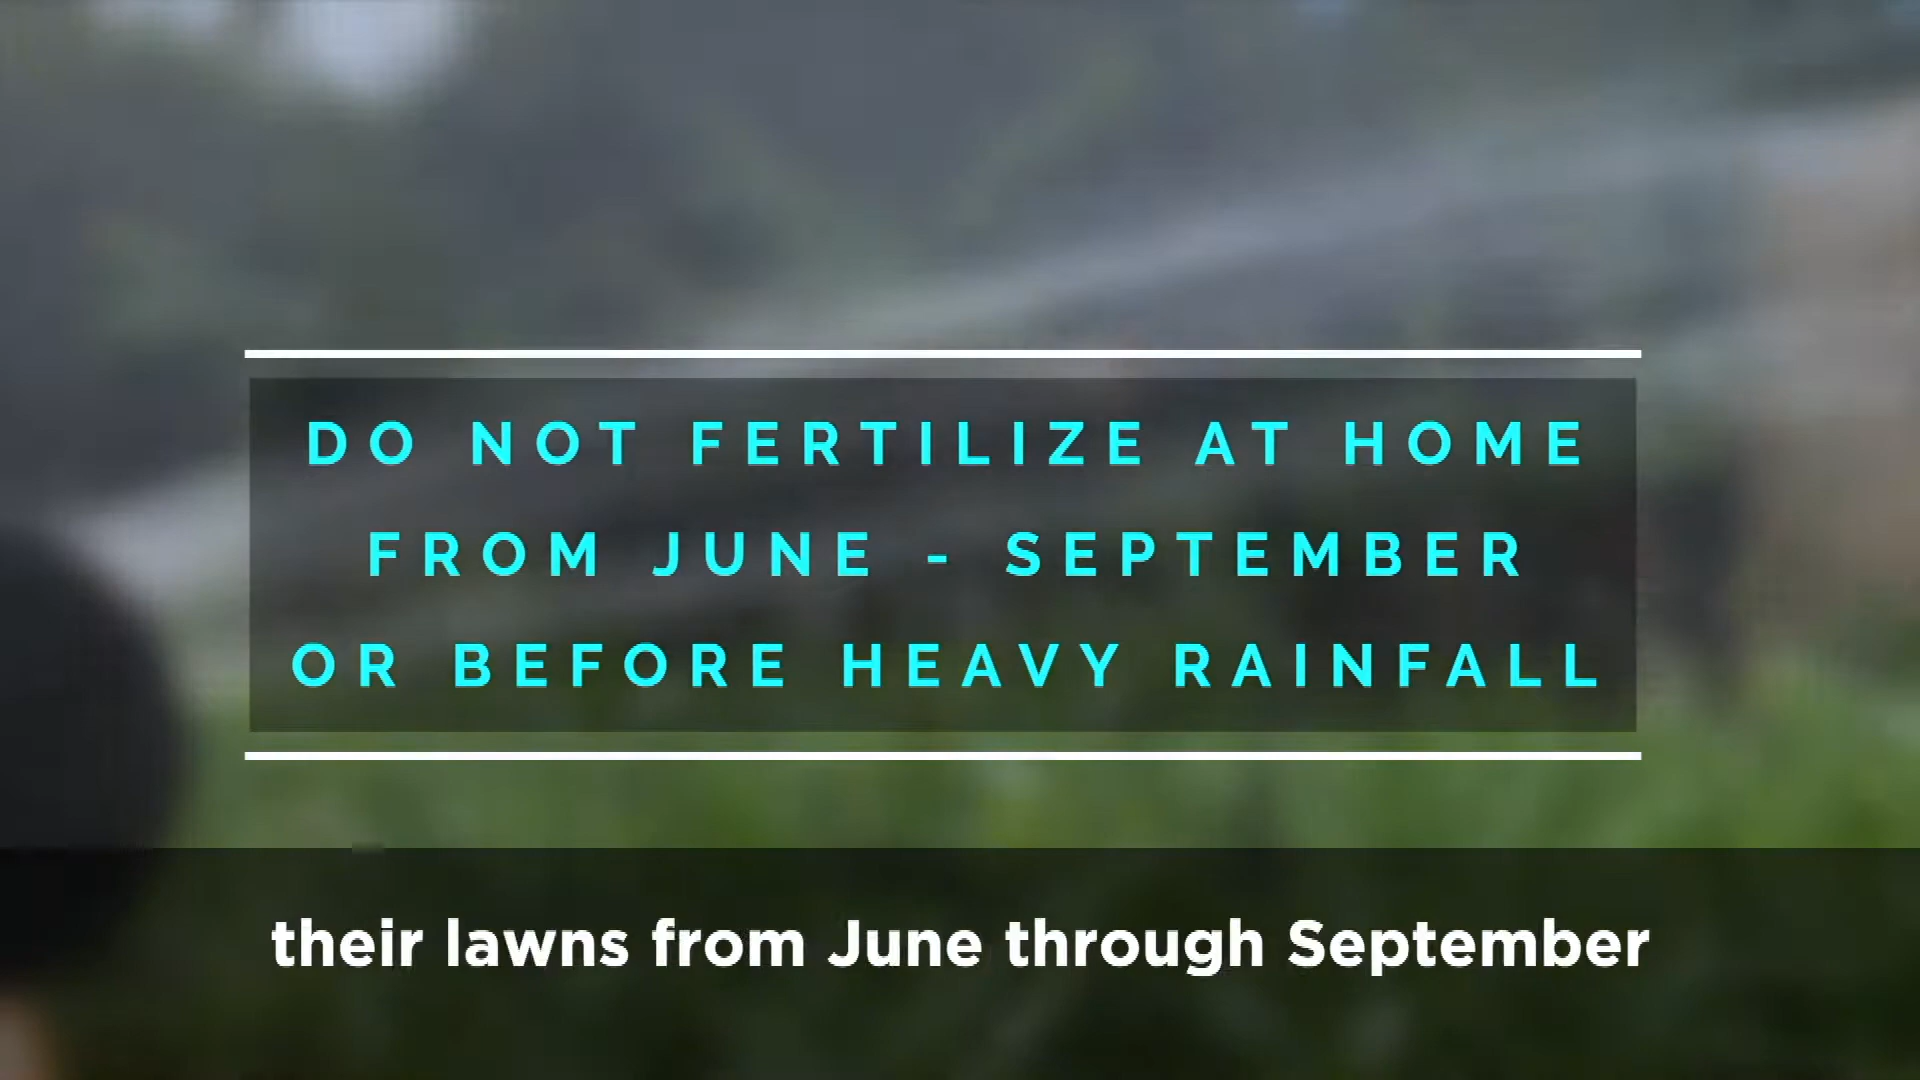 DO NOT FERTILIZE AT HOME
FROM JUNE - SEPTEMBER
OR BEFORE HEAVY RAINFALL
their lawns from June through September